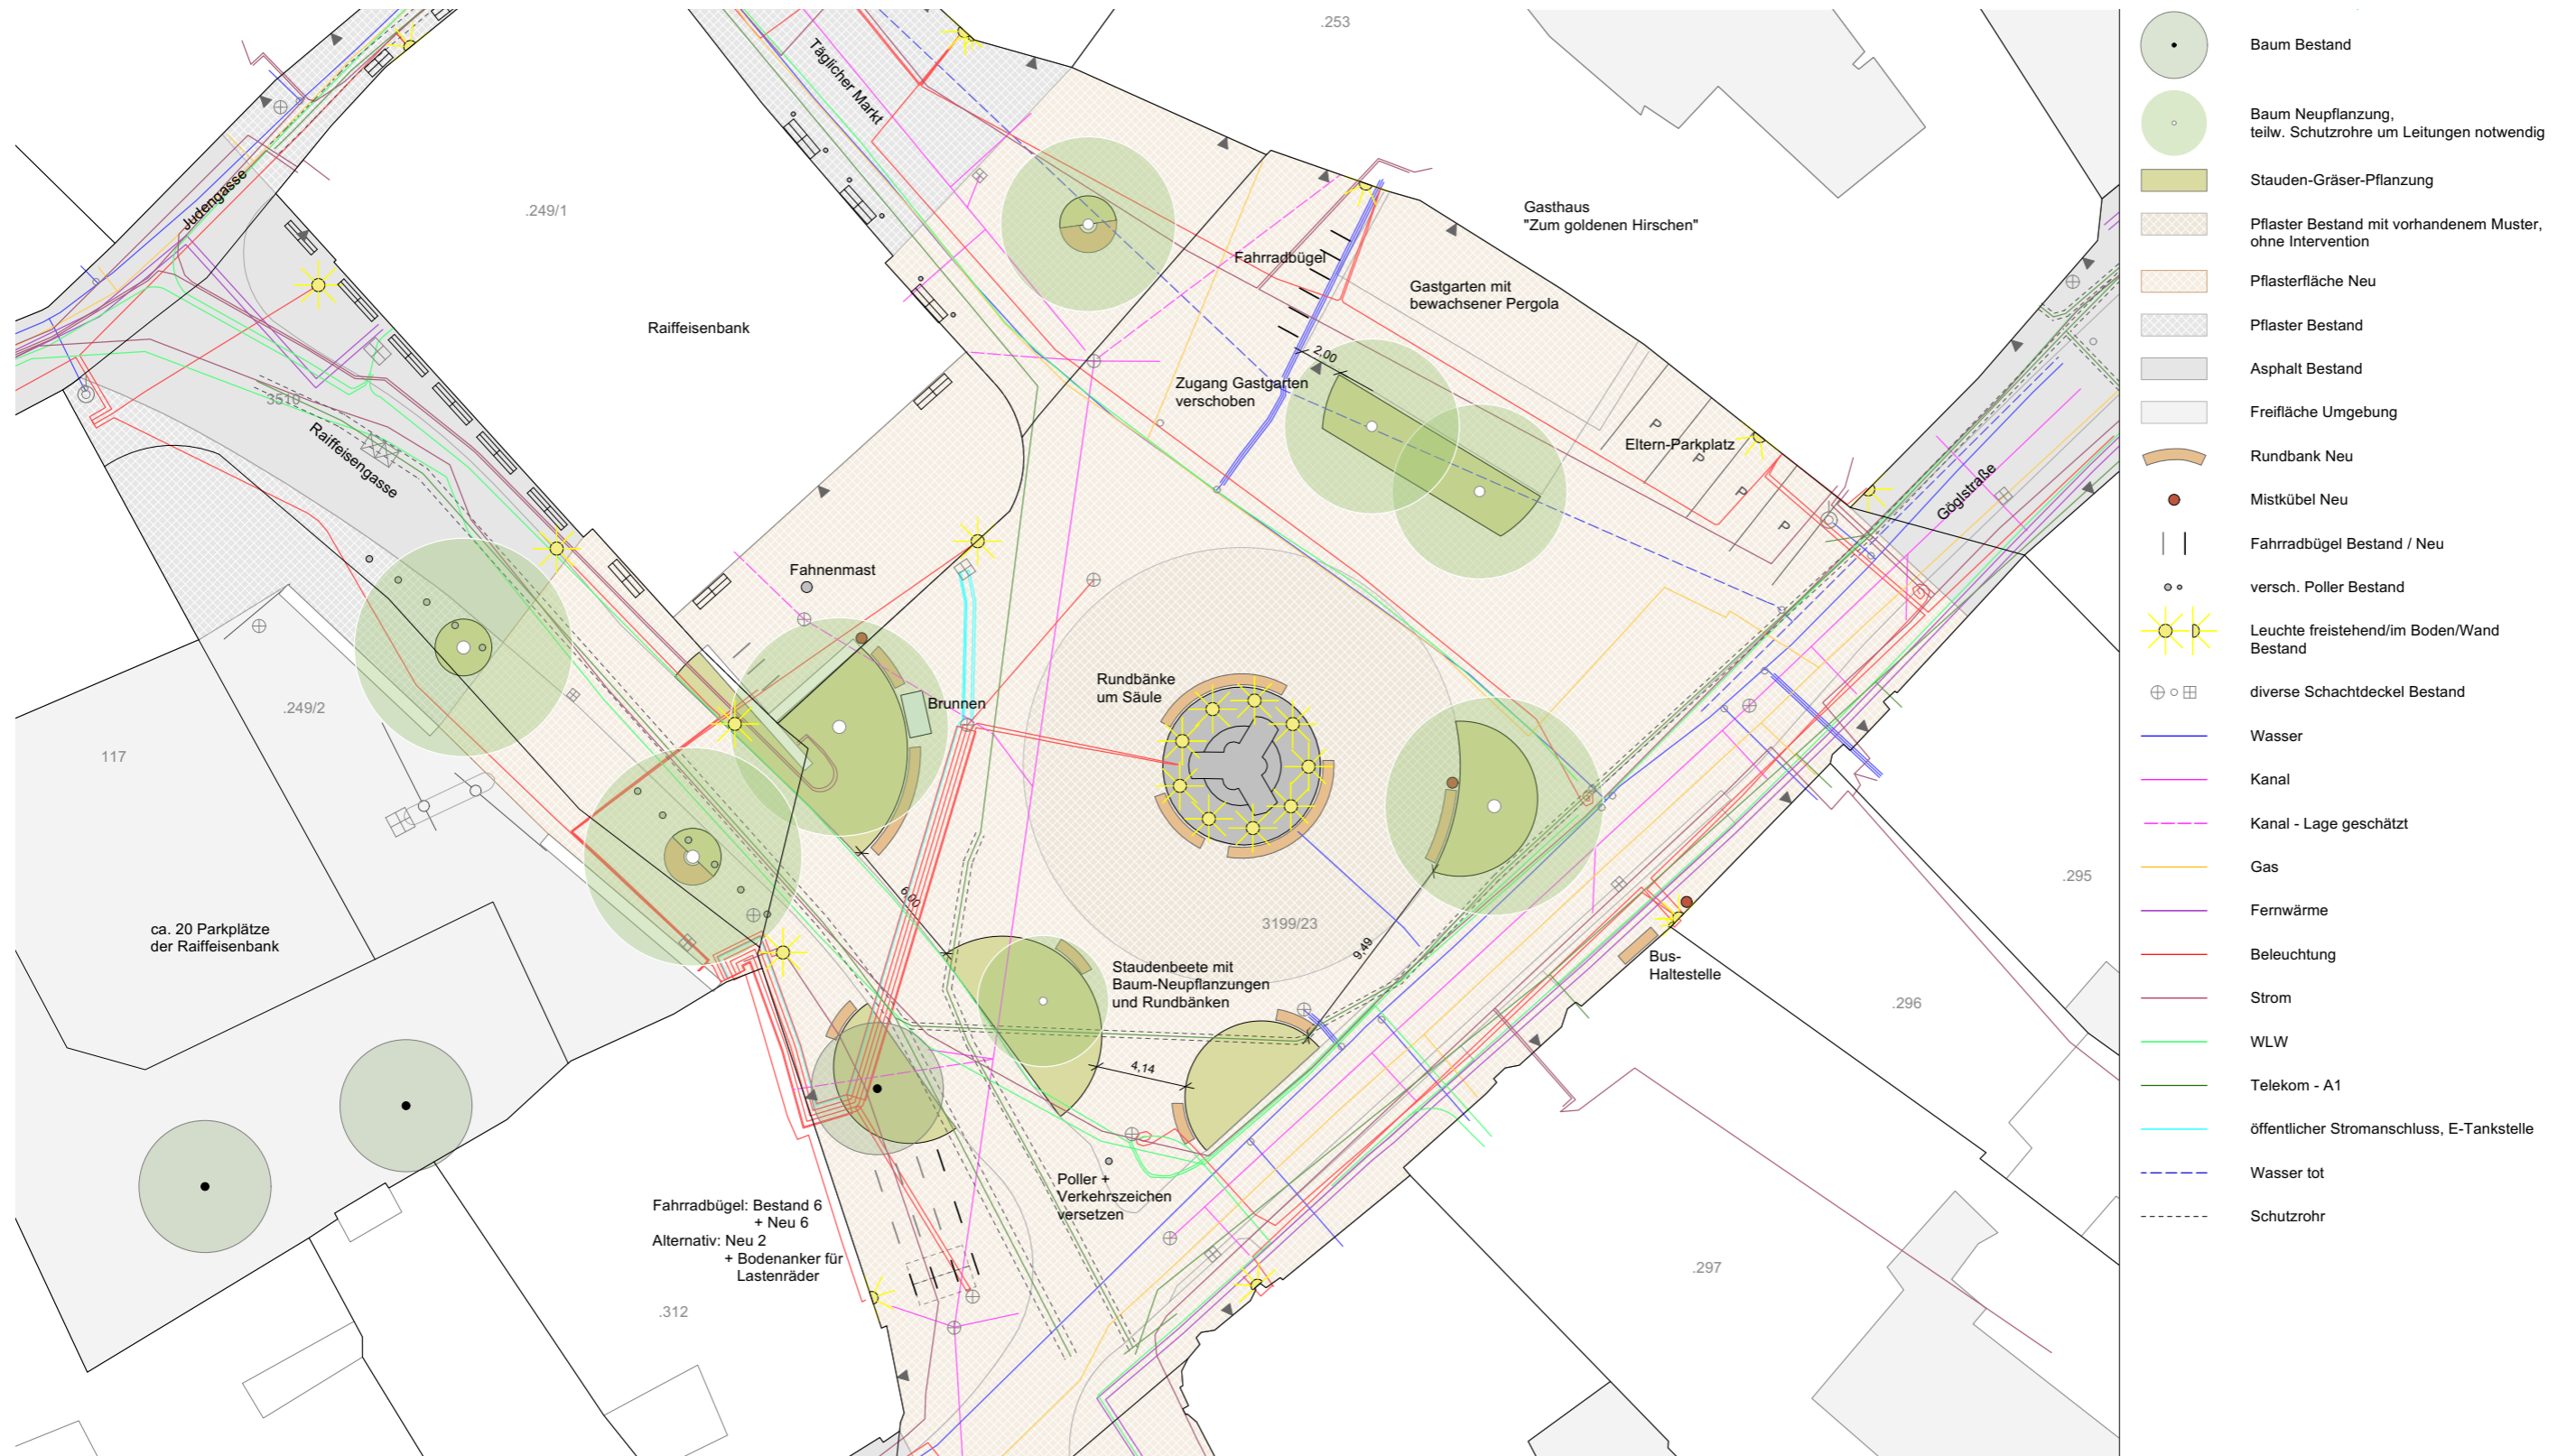 .253
Täglicher Markt
Judengasse
.249/1
Gasthaus
"Zum goldenen Hirschen"
Fahrradbügel
Gastgarten mit
bewachsener Pergola
Raiffeisenbank
2,00
Zugang Gastgarten
verschoben
3510
Raiffeisengasse
P
P
P
P
Eltern-Parkplatz
Göglstraße
Fahnenmast
Rundbänke
um Säule
Brunnen
.249/2
117
6,00
3199/23
9,49
.295
ca. 20 Parkplätze
der Raiffeisenbank
Bus-
Haltestelle
Staudenbeete mit
Baum-Neupflanzungen
und Rundbänken
.296
4,14
Poller +
Verkehrszeichen
versetzen
Fahrradbügel: Bestand 6
+ Neu 6
Alternativ: Neu 2
+ Bodenanker für
Lastenräder
.297
.312
Baum Bestand
Baum Neupflanzung,
teilw. Schutzrohre um Leitungen notwendig
Stauden-Gräser-Pflanzung
Pflaster Bestand mit vorhandenem Muster,
ohne Intervention
Pflasterfläche Neu
Pflaster Bestand
Asphalt Bestand
Freifläche Umgebung
Rundbank Neu
Mistkübel Neu
Fahrradbügel Bestand / Neu
versch. Poller Bestand
Leuchte freistehend/im Boden/Wand
Bestand
diverse Schachtdeckel Bestand
Wasser
Kanal
Kanal - Lage geschätzt
Gas
Fernwärme
Beleuchtung
Strom
WLW
Telekom - A1
öffentlicher Stromanschluss, E-Tankstelle
Wasser tot
Schutzrohr